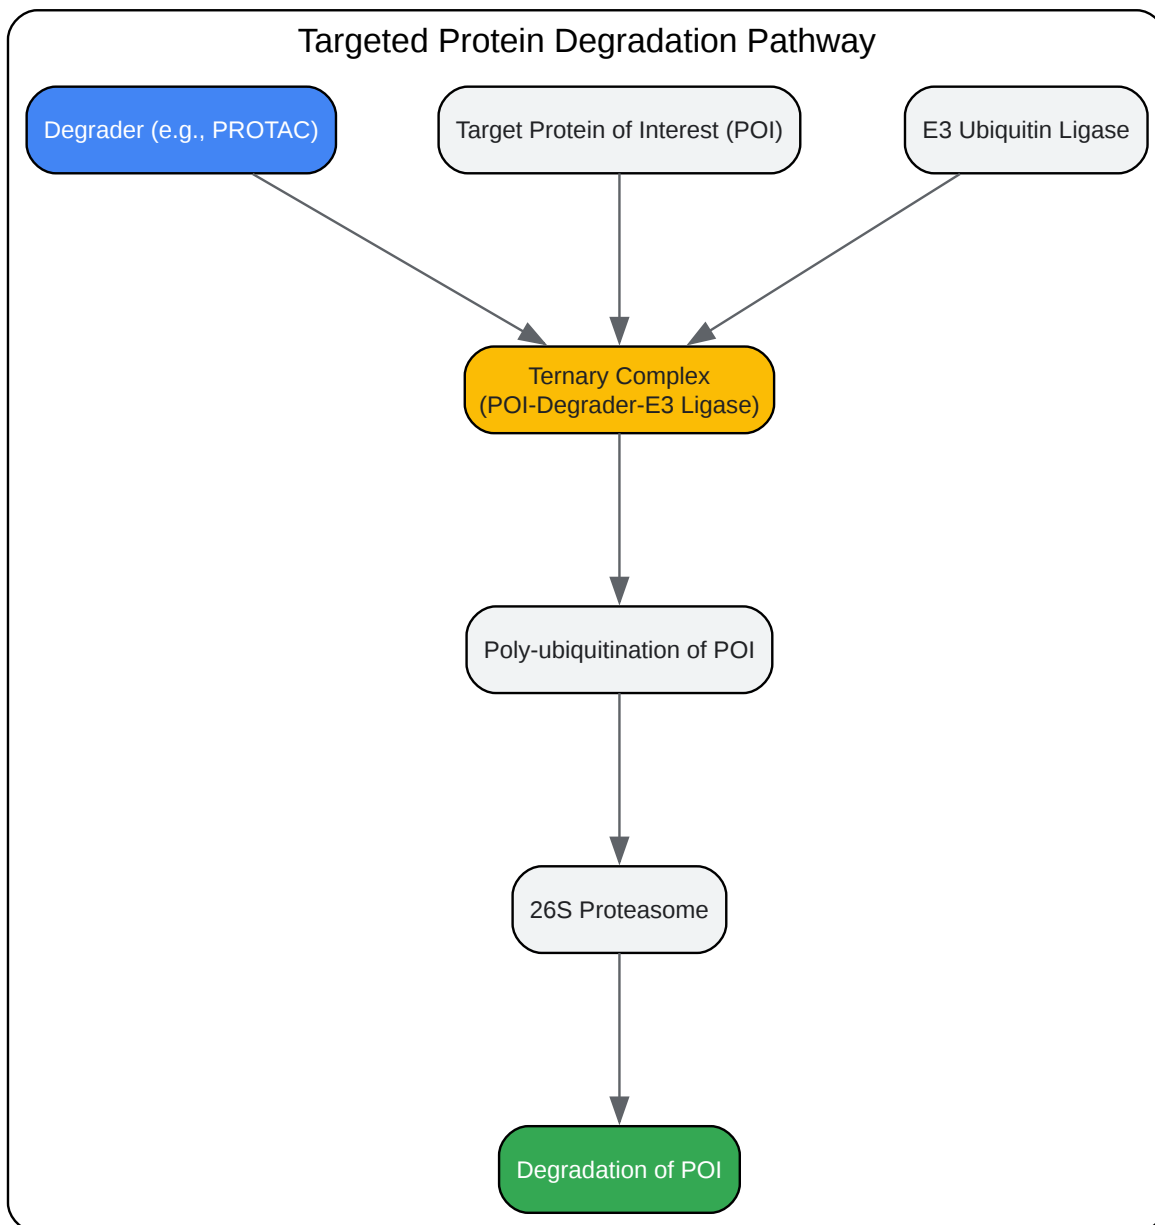 Targeted Protein Degradation Pathway
Degrader (e.g., PROTAC)
Target Protein of Interest (POI)
E3 Ubiquitin Ligase
Ternary Complex
(POI-Degrader-E3 Ligase)
Poly-ubiquitination of POI
26S Proteasome
Degradation of POI